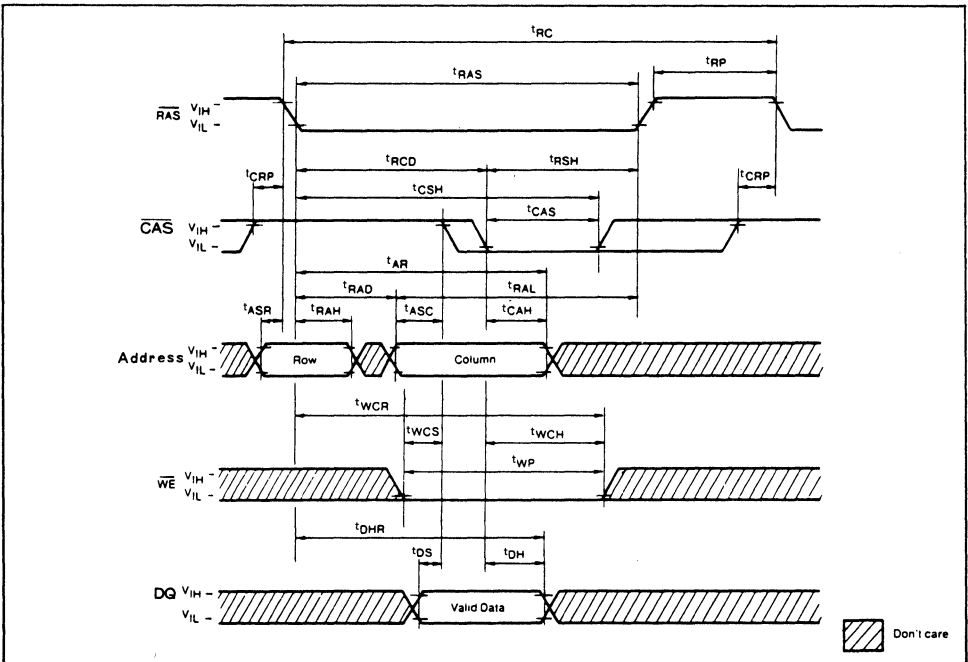 tRC
tRP
tRAS
RAS VIH
VIL
tRCD tRSH
tCRP tCSH tCRP
tCAS
CAS VIH
VIL
tAR
tRAD tRAL
tASR tRAH tASC tCAH
Address VIH
VIL
Row Column
tWCR
tWCS tWCH
tWP
WE VIH
VIL
tDHR
tDS tDH
DQ VIH
VIL
Valid Data
Don't care